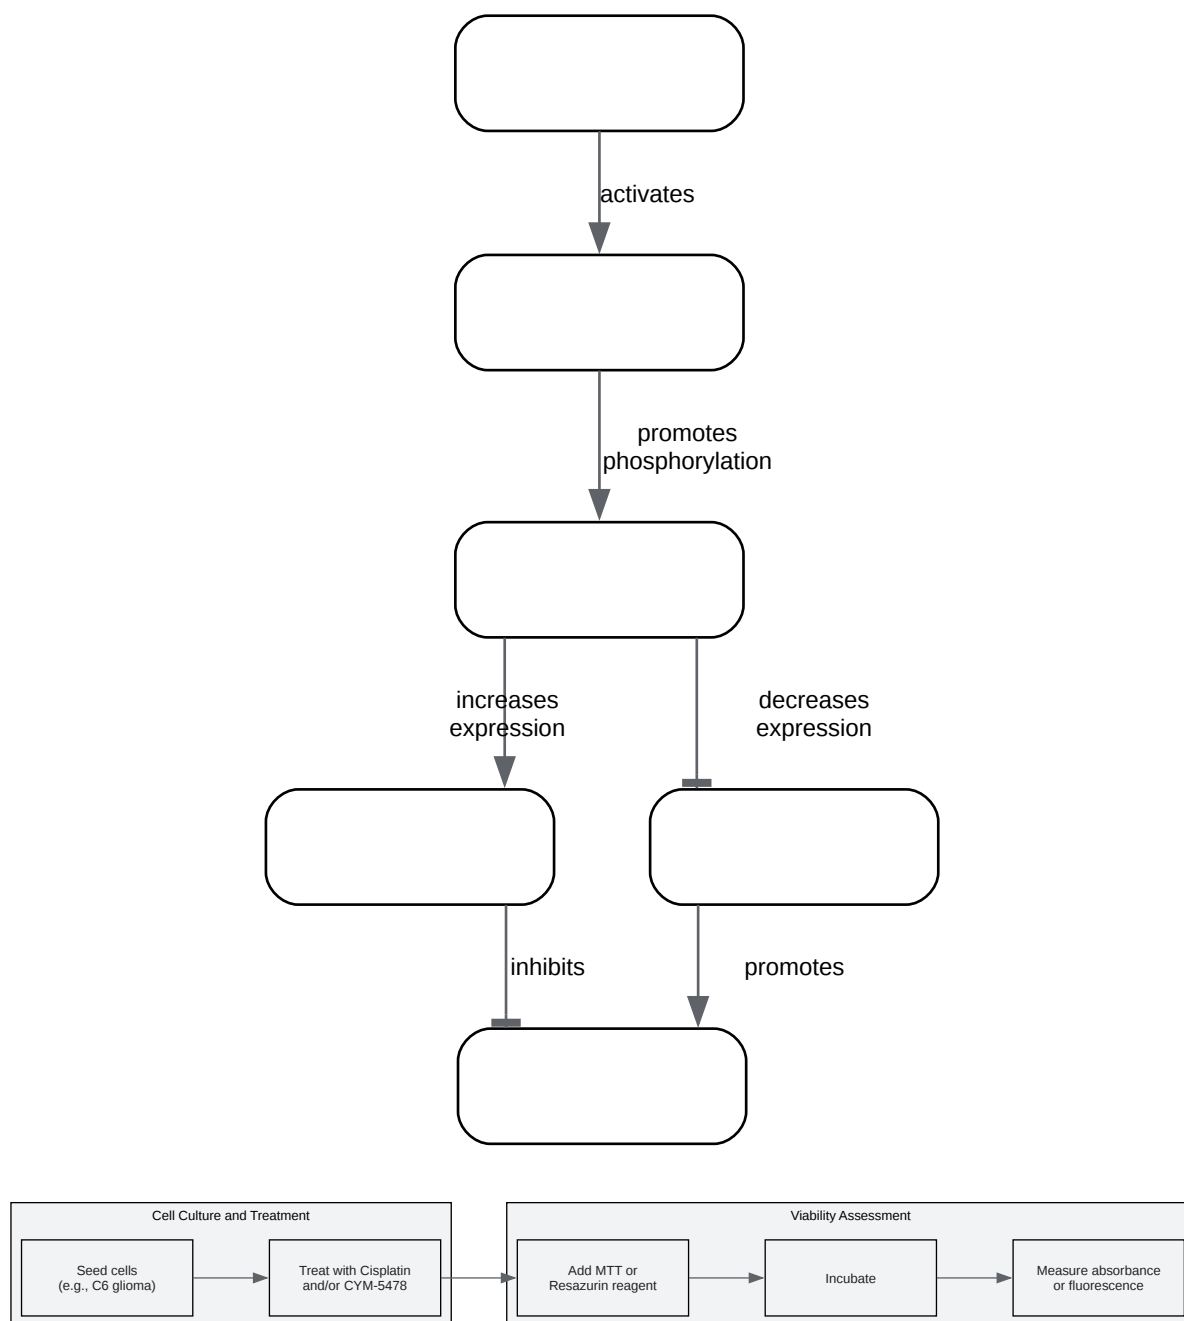 activates
promotes
phosphorylation
increases
expression
decreases
expression
inhibits
promotes
Cell Culture and Treatment
Seed cells
(e.g., C6 glioma)
Treat with Cisplatin
and/or CYM-5478
Viability Assessment
Add MTT or
Resazurin reagent
Incubate
Measure absorbance
or fluorescence